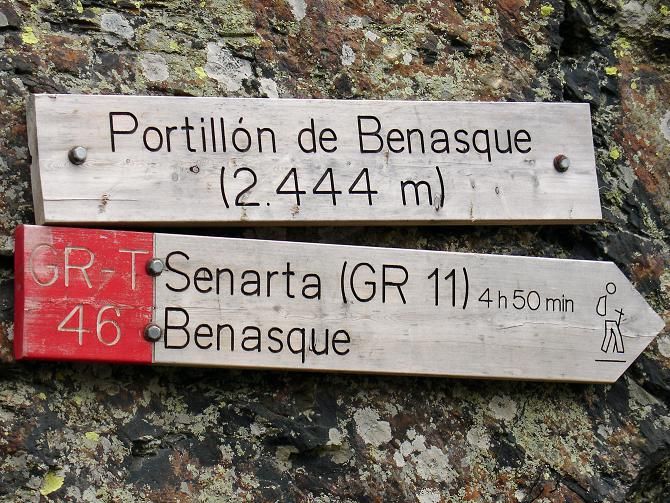 Portillón de Benasque
(2.444 m)
GR-T
46
Senarta (GR 11) 4 h 50 min
Benasque